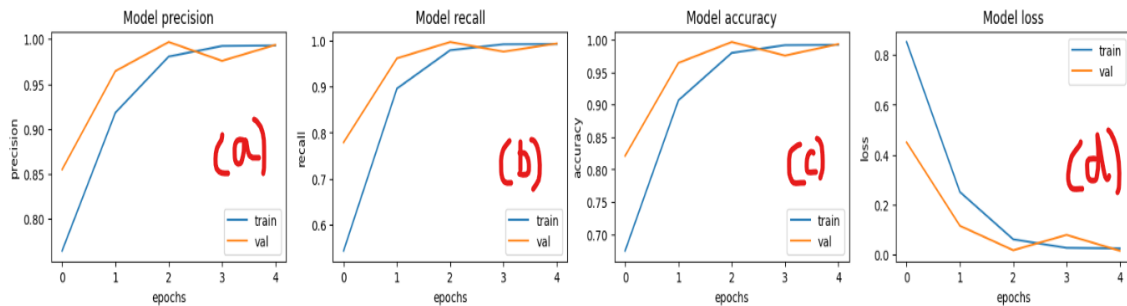 Model precision
1.00
0.95
0.90
0.85
0.80
precision
(a)
train
val
0 1 2 3 4
epochs
Model recall
1.0
0.9
0.8
0.7
0.6
recall
(b)
train
val
0 1 2 3 4
epochs
Model accuracy
1.00
0.95
0.90
0.85
0.80
0.75
0.70
accuracy
(c)
train
val
0 1 2 3 4
epochs
Model loss
train
val
0.8
0.6
0.4
0.2
0.0
loss
(d)
0 1 2 3 4
epochs